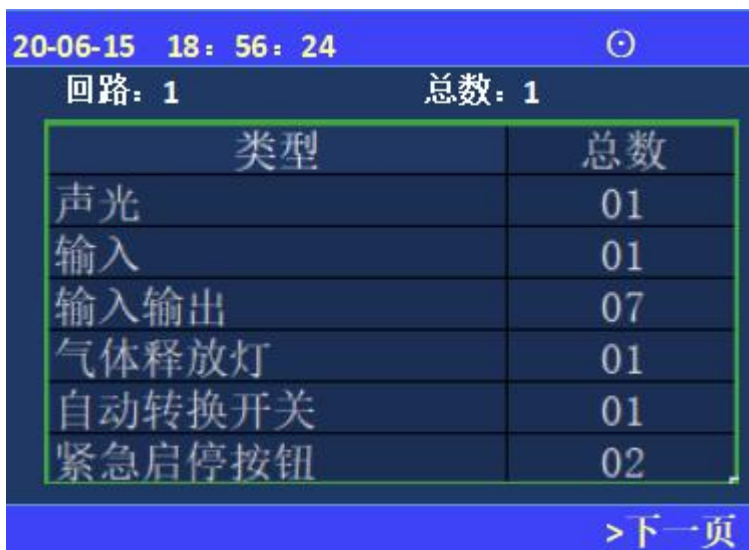 20-06-15 18：56：24
回路：1 总数：1
类型 总数
声光 01
输入 01
输入输出 07
气体释放灯 01
自动转换开关 01
紧急启停按钮 02
>下一页